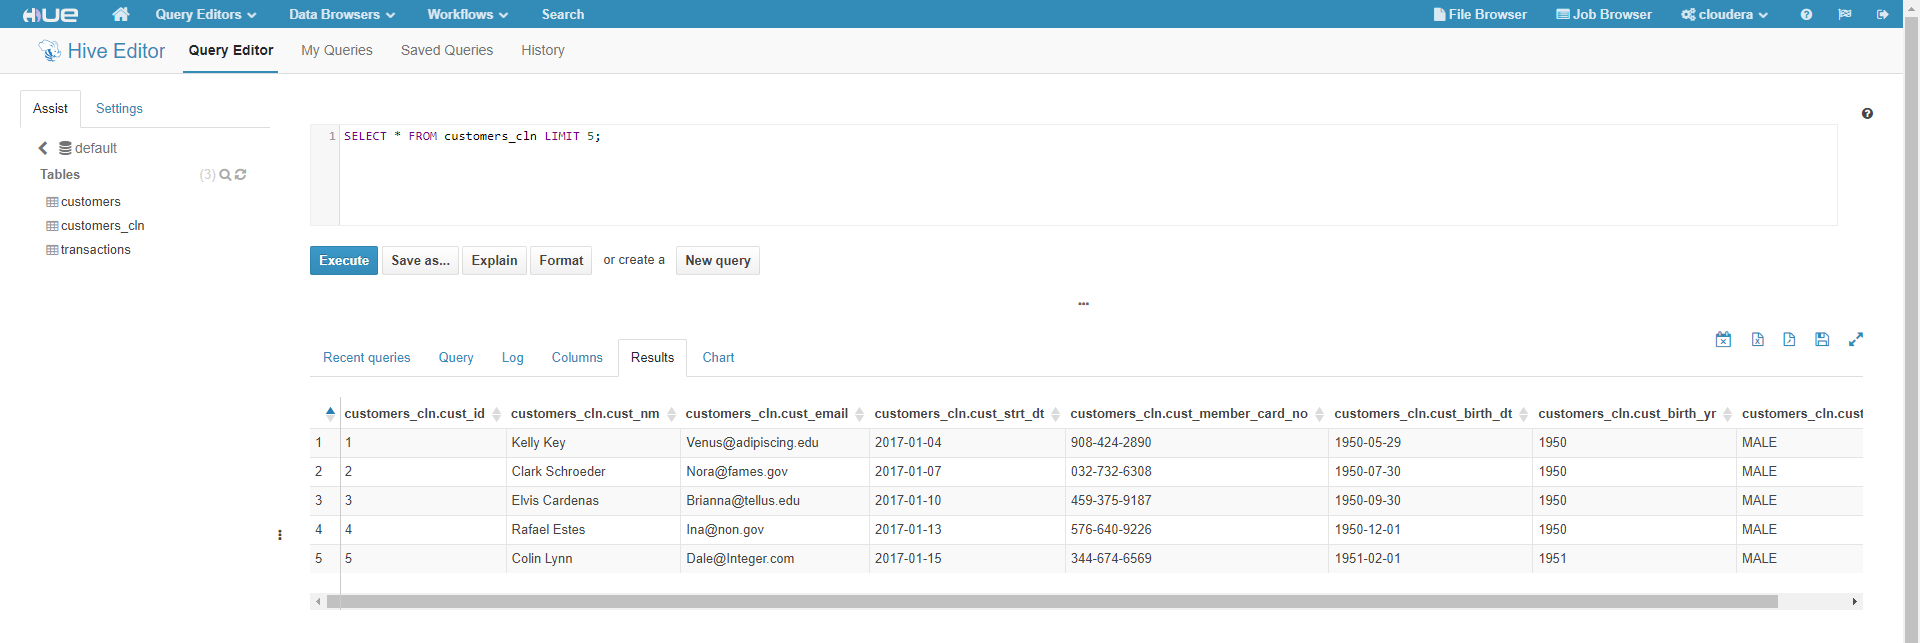 HUE Query Editors Data Browsers Workflows Search File Browser Job Browser cloudera
Hive Editor Query Editor My Queries Saved Queries History
Assist Settings
1 SELECT * FROM customers_cln LIMIT 5;
default
Tables (3)
customers
customers_cln
transactions
Execute Save as... Explain Format or create a New query
...
Recent queries Query Log Columns Results Chart
customers_cln.cust_id customers_cln.cust_nm customers_cln.cust_email customers_cln.cust_strt_dt customers_cln.cust_member_card_no customers_cln.cust_birth_dt customers_cln.cust_birth_yr customers_cln.cust
1 1 Kelly Key Venus@adipiscing.edu 2017-01-04 908-424-2890 1950-05-29 1950 MALE
2 2 Clark Schroeder Nora@fames.gov 2017-01-07 032-732-6308 1950-07-30 1950 MALE
3 3 Elvis Cardenas Brianna@tellus.edu 2017-01-10 459-375-9187 1950-09-30 1950 MALE
4 4 Rafael Estes Ina@non.gov 2017-01-13 576-640-9226 1950-12-01 1950 MALE
5 5 Colin Lynn Dale@Integer.com 2017-01-15 344-674-6569 1951-02-01 1951 MALE